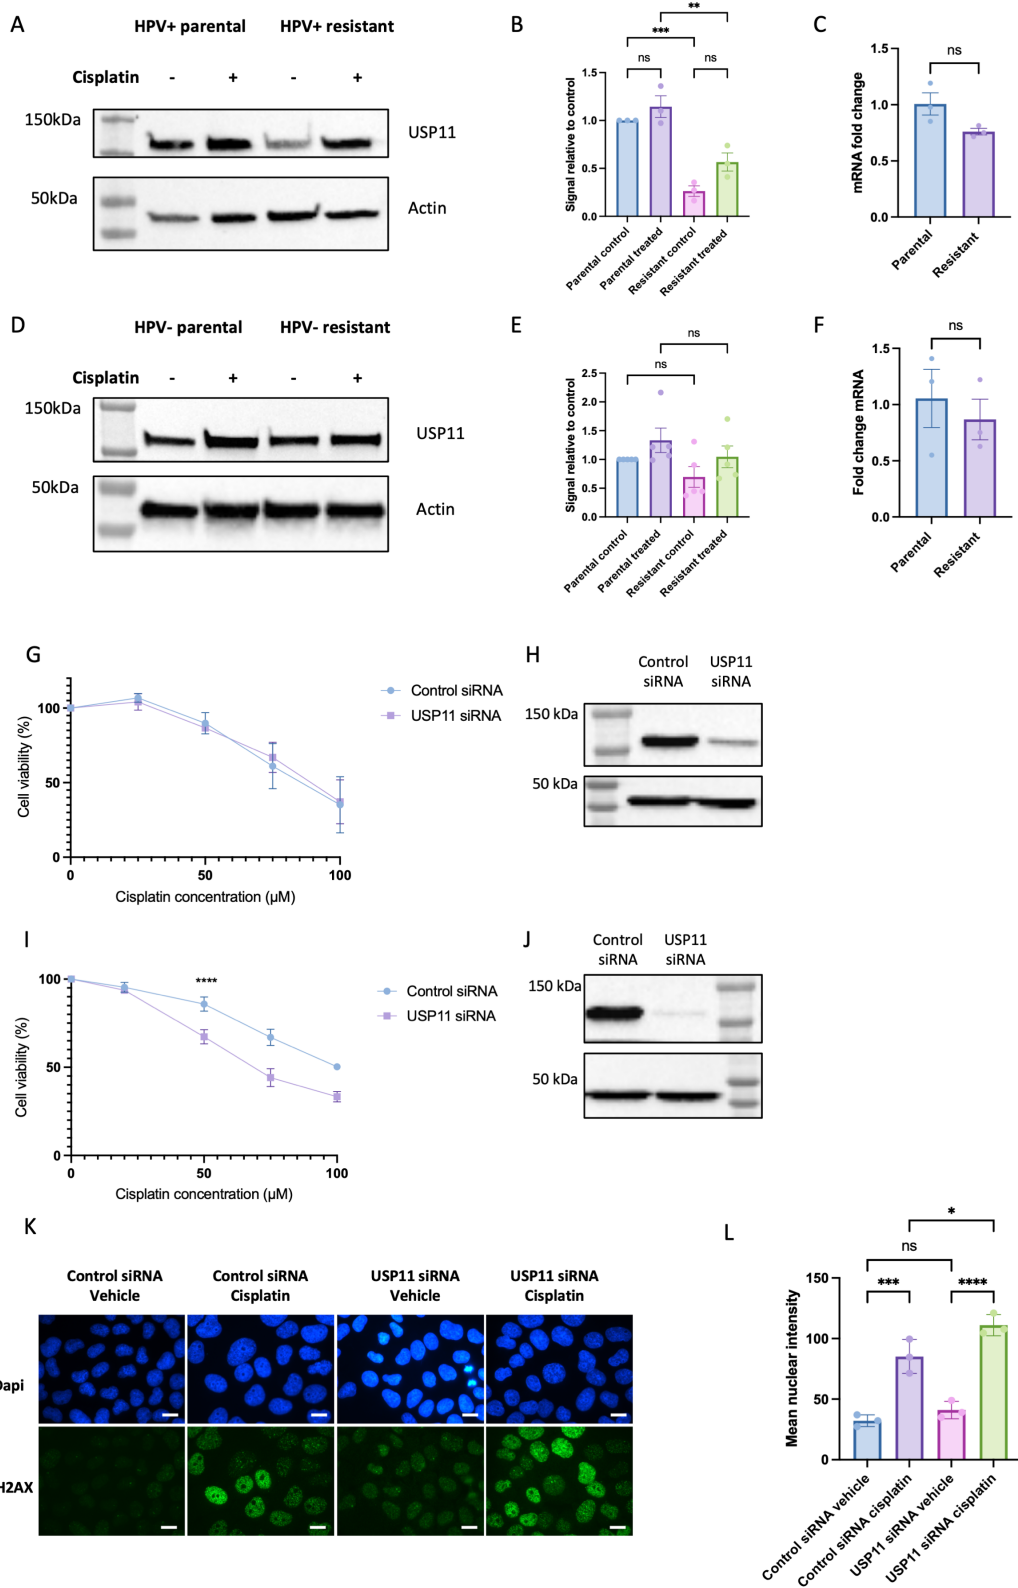 A
HPV+ parental
HPV+ resistant
Cisplatin
-
+
-
+
150kDa
USP11
50kDa
Actin
B
**
***
ns
ns
1.5
1.0
0.5
0.0
Signal relative to control
Parental control
Parental treated
Resistant control
Resistant treated
C
ns
1.5
1.0
0.5
0.0
mRNA fold change
Parental
Resistant
D
HPV- parental
HPV- resistant
Cisplatin
-
+
-
+
150kDa
USP11
50kDa
Actin
E
ns
ns
2.5
2.0
1.5
1.0
0.5
0.0
Signal relative to control
Parental control
Parental treated
Resistant control
Resistant treated
F
ns
1.5
1.0
0.5
0.0
Fold change mRNA
Parental
Resistant
G
100
50
0
Cell viability (%)
0
50
100
Cisplatin concentration (µM)
Control siRNA
USP11 siRNA
H
Control
siRNA
USP11
siRNA
150 kDa
50 kDa
I
****
100
50
0
Cell viability (%)
0
50
100
Cisplatin concentration (µM)
Control siRNA
USP11 siRNA
J
Control
siRNA
USP11
siRNA
150 kDa
50 kDa
K
Control siRNA
Vehicle
Control siRNA
Cisplatin
USP11 siRNA
Vehicle
USP11 siRNA
Cisplatin
Dapi
H2AX
L
*
ns
***
****
150
100
50
0
Mean nuclear intensity
Control siRNA vehicle
Control siRNA cisplatin
USP11 siRNA vehicle
USP11 siRNA cisplatin